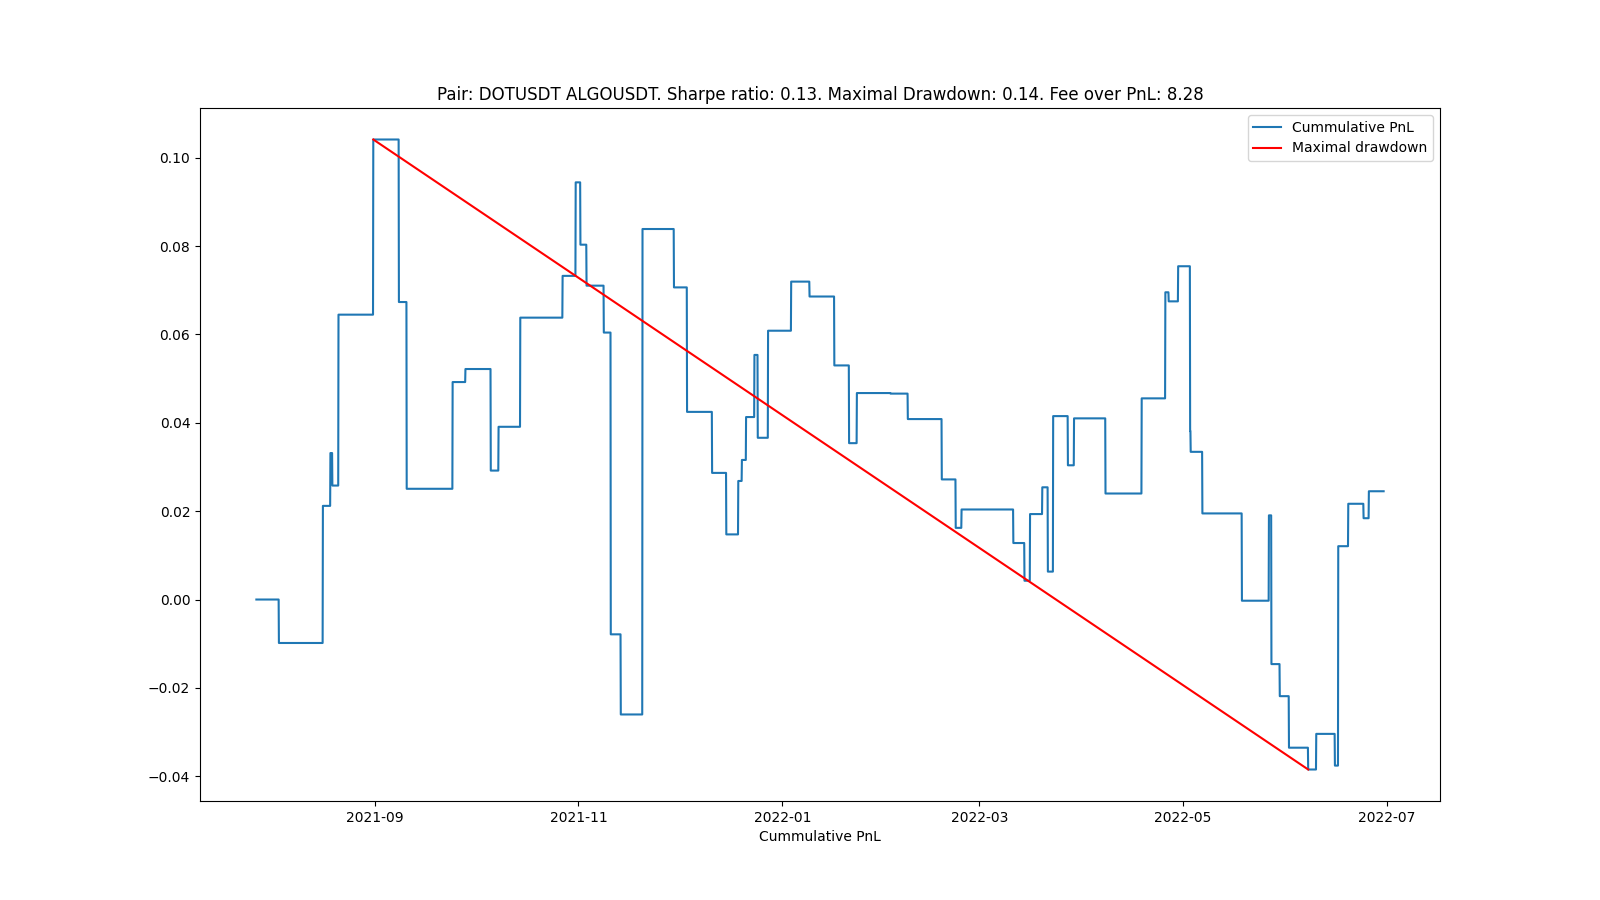 Pair: DOTUSDT ALGOUSDT. Sharpe ratio: 0.13. Maximal Drawdown: 0.14. Fee over PnL: 8.28
Cummulative PnL
Maximal drawdown
0.10
0.08
0.06
0.04
0.02
0.00
−0.02
−0.04
2021-09 2021-11 2022-01 2022-03 2022-05 2022-07
Cummulative PnL